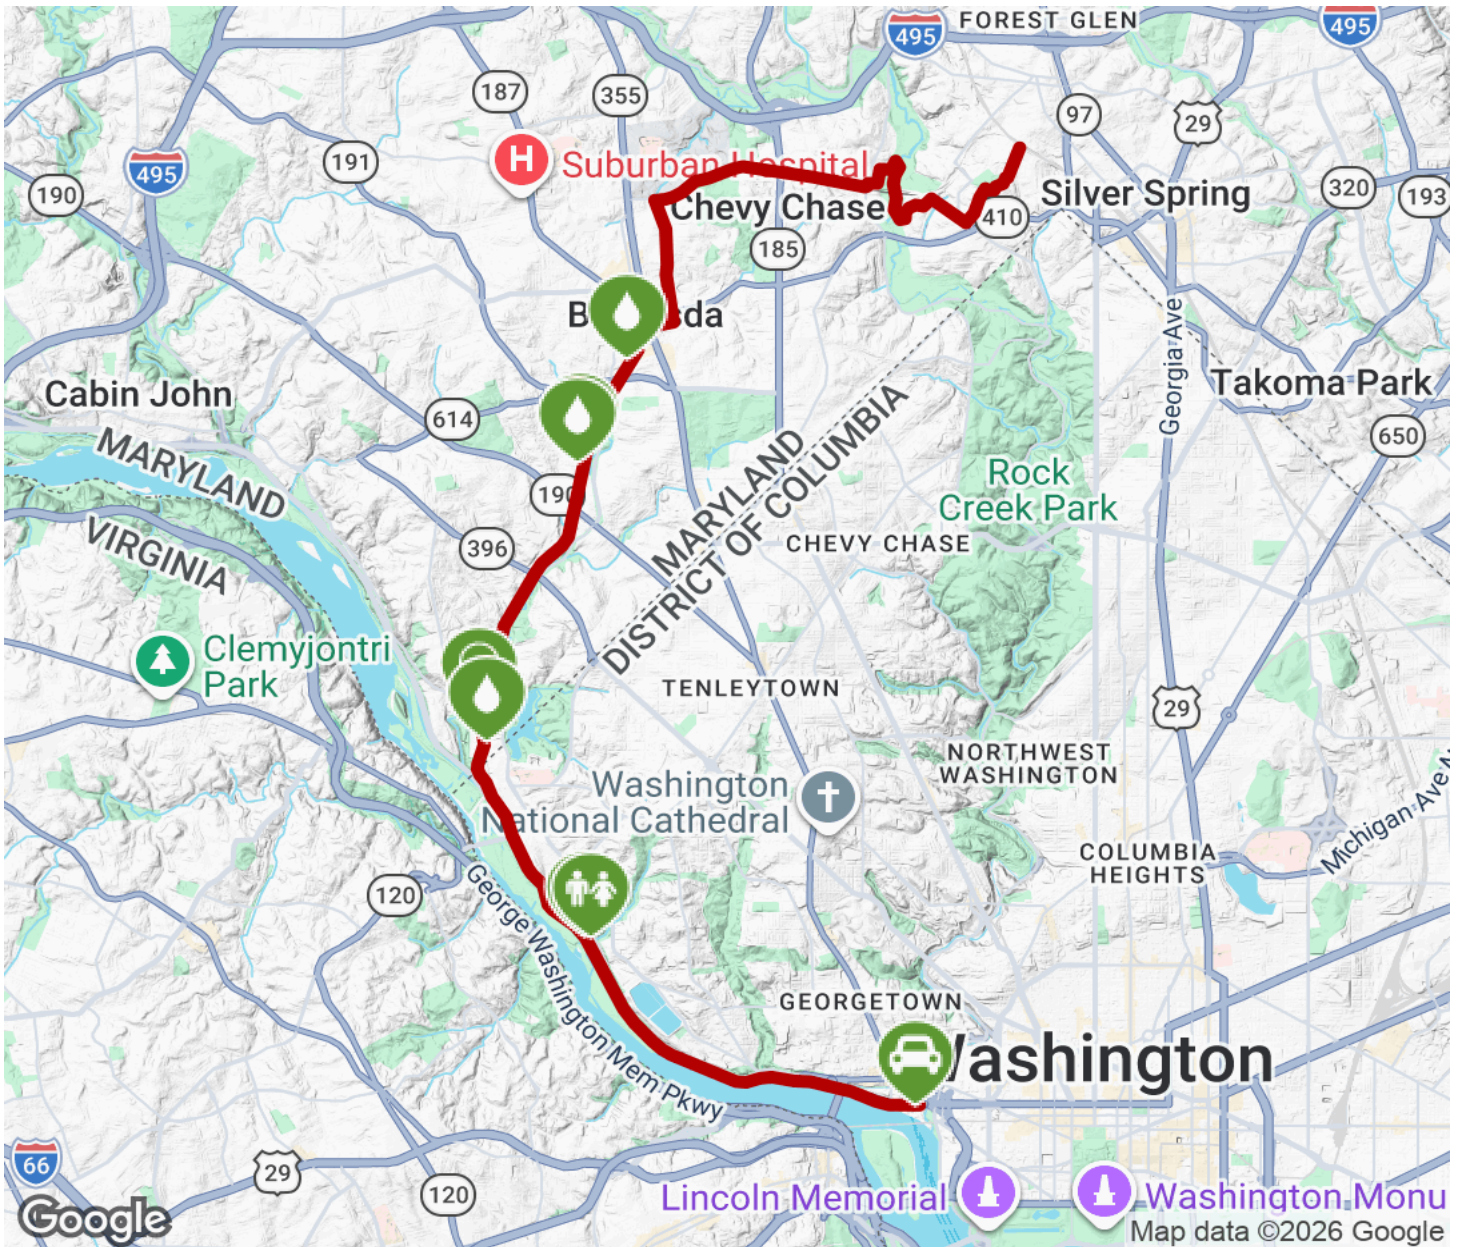 495
FOREST GLEN
495
187
355
97
29
191
H
Suburban Hospital
495
190
320
193
Silver Spring
Chevy Chase
410
185
Georgia Ave
Cabin John
Takoma Park
614
650
MARYLAND
VIRGINIA
190
Rock
Creek Park
MARYLAND
DISTRICT OF COLUMBIA
396
CHEVY CHASE
Clemyjontri
Park
TENLEYTOWN
29
NORTHWEST
WASHINGTON
Washington
National Cathedral
Michigan Ave N
COLUMBIA
HEIGHTS
120
George Washington Mem Pkwy
GEORGETOWN
Washington
66
29
120
Lincoln Memorial
Washington Monu
Google
Map data ©2026 Google